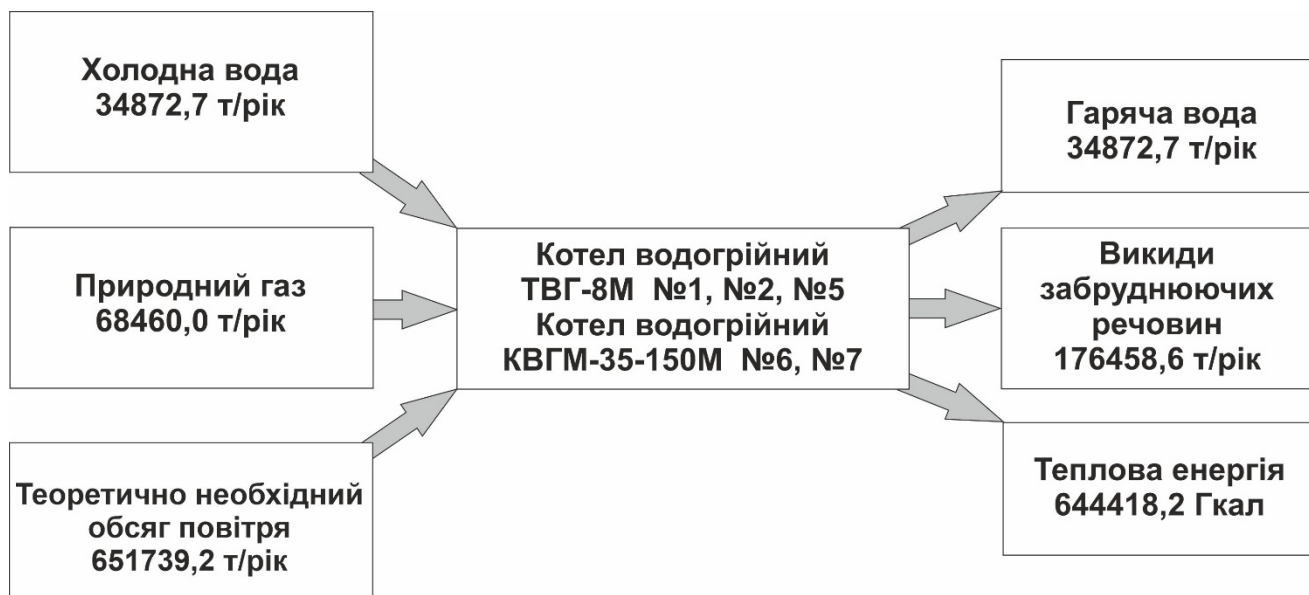 Холодна вода
34872,7 т/рік
Природний газ
68460,0 т/рік
Теоретично необхідний
обсяг повітря
651739,2 т/рік
Котел водогрійний
ТВГ-8М №1, №2, №5
Котел водогрійний
КВГМ-35-150М №6, №7
Гаряча вода
34872,7 т/рік
Викиди
забруднюючих
речовин
176458,6 т/рік
Теплова енергія
644418,2 Гкал